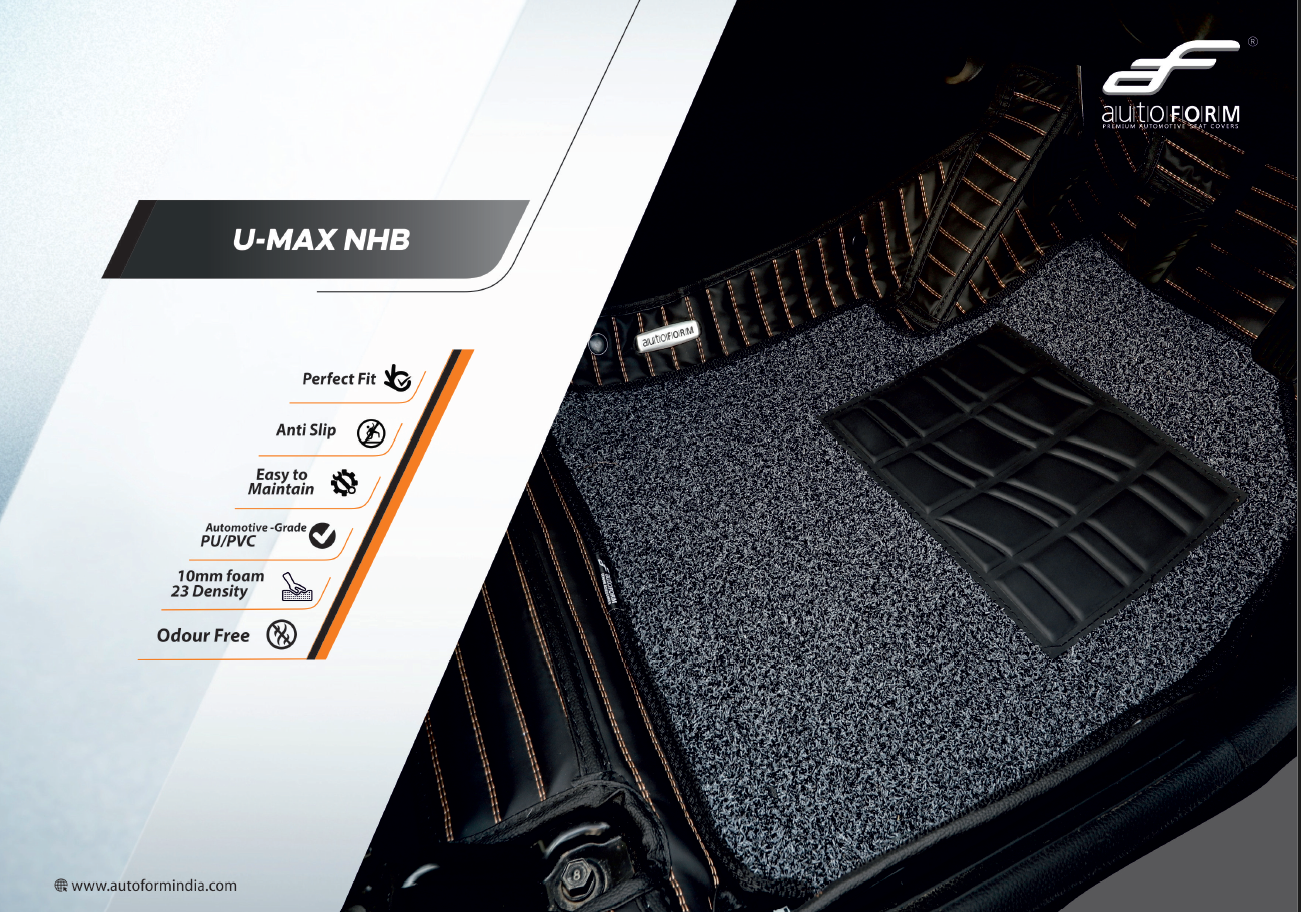 ®
autoFORM
PREMIUM AUTOMOTIVE SEAT COVERS
U-MAX NHB
autoFORM
Perfect Fit
Anti Slip
Easy to
Maintain
Automotive -Grade
PU/PVC
10mm foam
23 Density
Odour Free
8
www.autoformindia.com